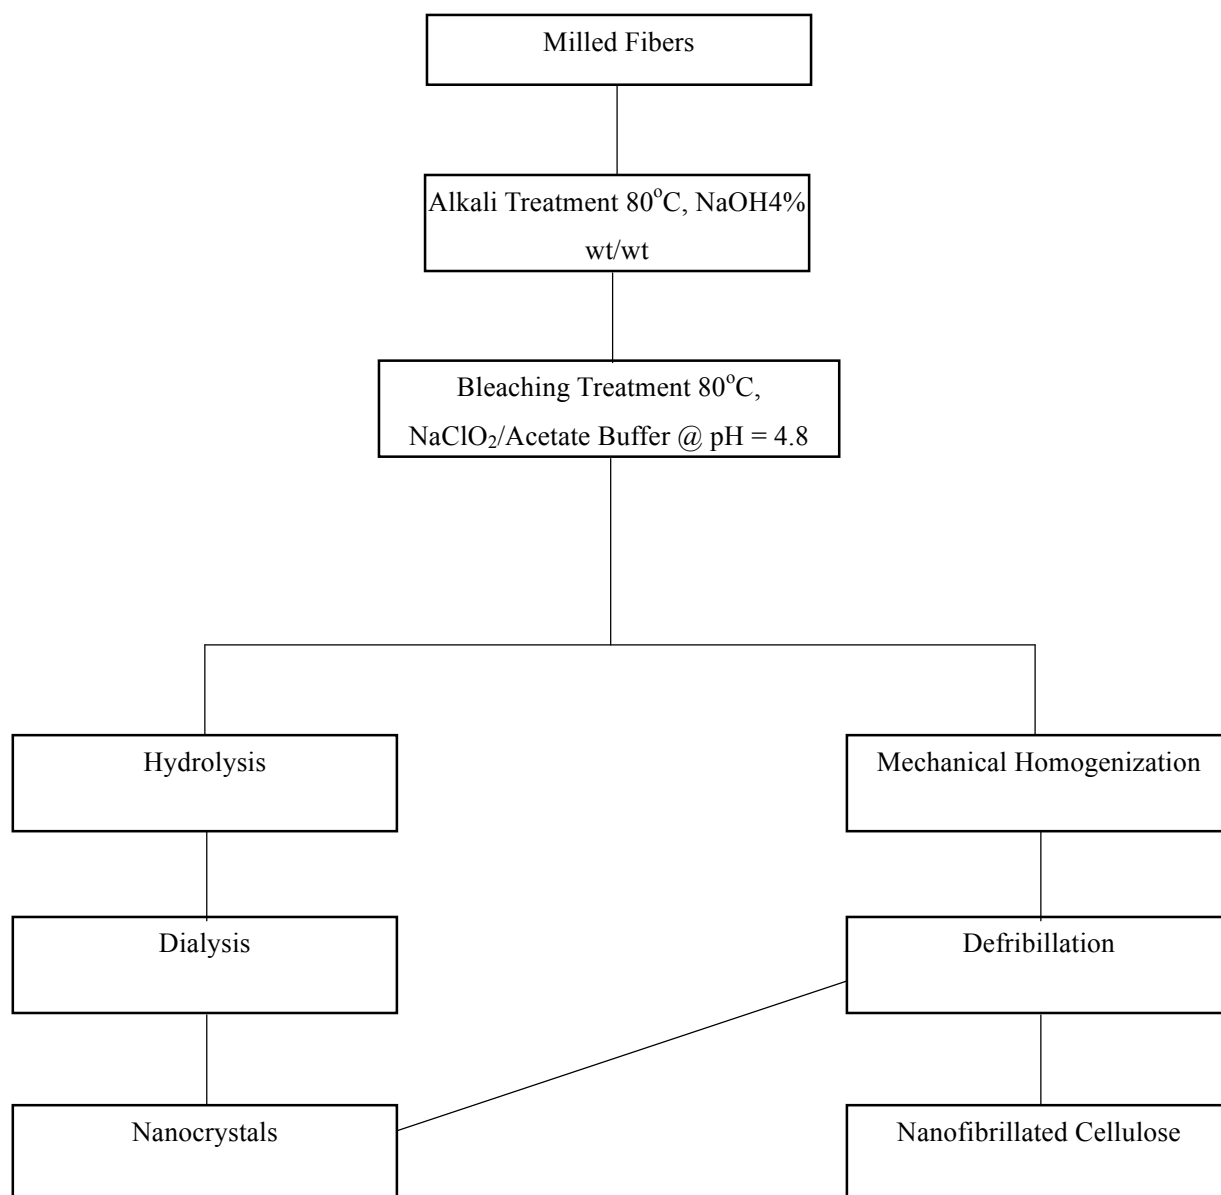 Milled Fibers
Alkali Treatment 80°C, NaOH4%
wt/wt
Bleaching Treatment 80°C,
NaClO₂/Acetate Buffer @ pH = 4.8
Hydrolysis
Mechanical Homogenization
Dialysis
Defribillation
Nanocrystals
Nanofibrillated Cellulose